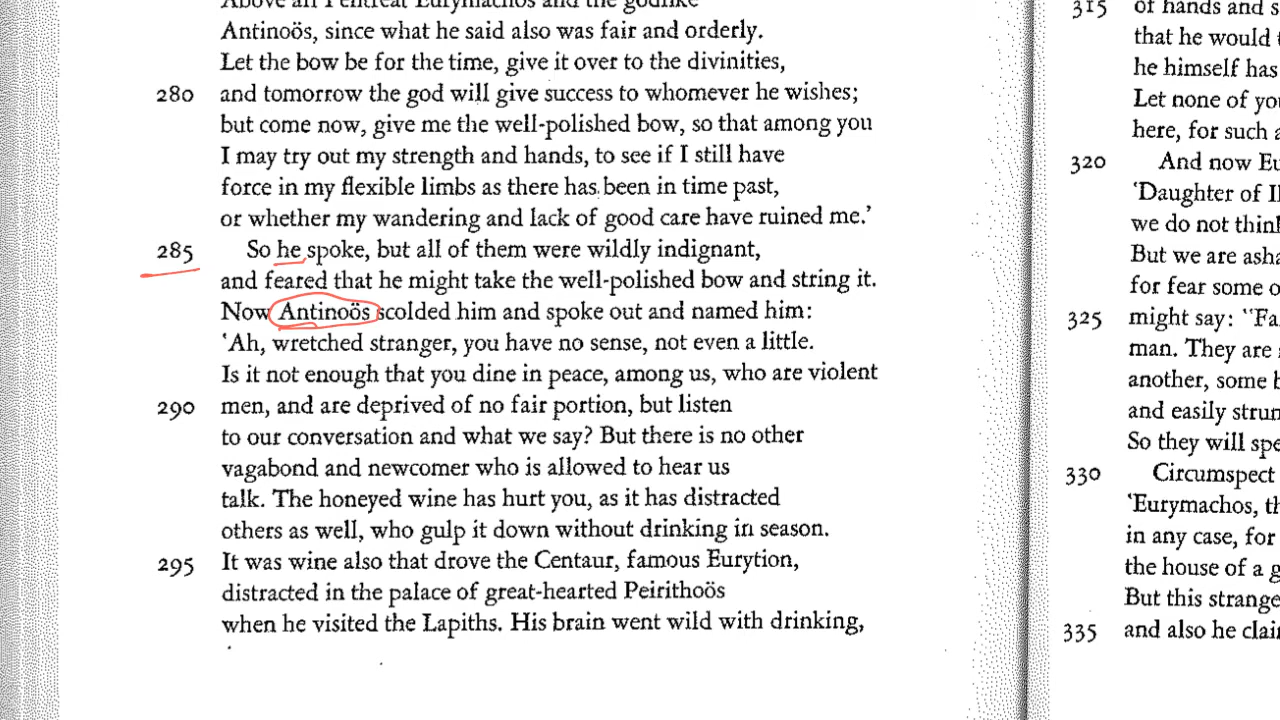 Antinoös, since what he said also was fair and orderly.
Let the bow be for the time, give it over to the divinities,
280 and tomorrow the god will give success to whomever he wishes;
but come now, give me the well-polished bow, so that among you
I may try out my strength and hands, to see if I still have
force in my flexible limbs as there has been in time past,
or whether my wandering and lack of good care have ruined me.’
285 So he spoke, but all of them were wildly indignant,
and feared that he might take the well-polished bow and string it.
Now Antinoös scolded him and spoke out and named him:
‘Ah, wretched stranger, you have no sense, not even a little.
Is it not enough that you dine in peace, among us, who are violent
290 men, and are deprived of no fair portion, but listen
to our conversation and what we say? But there is no other
vagabond and newcomer who is allowed to hear us
talk. The honeyed wine has hurt you, as it has distracted
others as well, who gulp it down without drinking in season.
295 It was wine also that drove the Centaur, famous Eurytion,
distracted in the palace of great-hearted Peirithoös
when he visited the Lapiths. His brain went wild with drinking,
315 of hands and s
that he would
he himself has
Let none of yo
here, for such a
320 And now Eu
‘Daughter of I
we do not thin
But we are asha
for fear some o
325 might say: “Fa
man. They are
another, some b
and easily strun
So they will spe
330 Circumspect
‘Eurymachos, th
in any case, for
the house of a g
But this strange
335 and also he clai